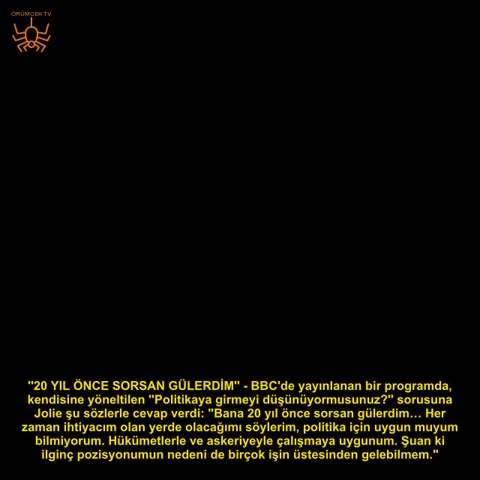 ÖRÜMCEK TV
"20 YIL ÖNCE SORSAN GÜLERDİM" - BBC'de yayınlanan bir programda,
kendisine yöneltilen "Politikaya girmeyi düşünüyormusunuz?" sorusuna
Jolie şu sözlerle cevap verdi: "Bana 20 yıl önce sorsan gülerdim… Her
zaman ihtiyacım olan yerde olacağımı söylerim, politika için uygun muyum
bilmiyorum. Hükümetlerle ve askeriyeyle çalışmaya uygunum. Şuan ki
ilginç pozisyonumun nedeni de birçok işin üstesinden gelebilmem."